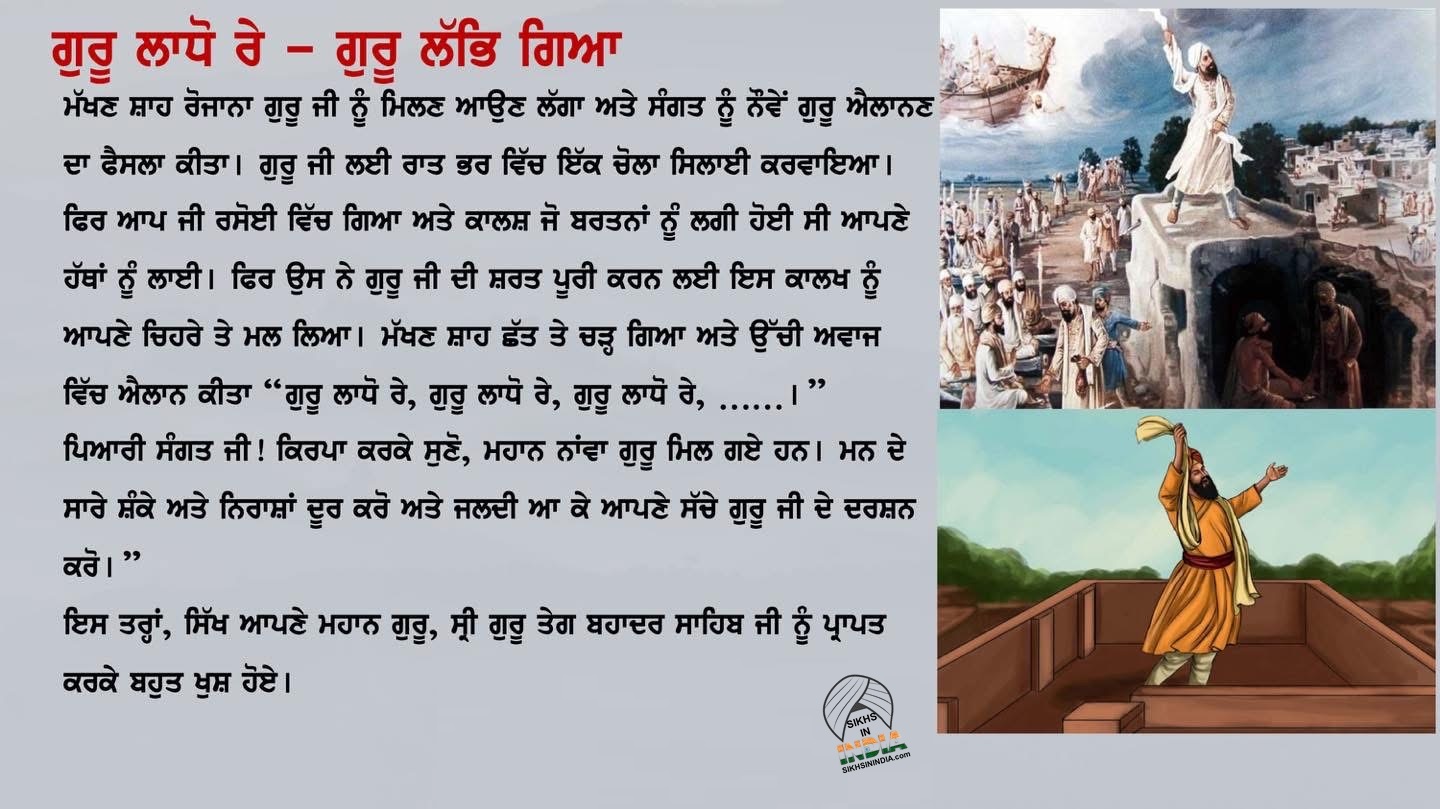 ਗੁਰੂ ਲਾਧੋ ਰੇ – ਗੁਰੂ ਲੱਭਿ ਗਿਆ
ਮੱਖਣ ਸ਼ਾਹ ਰੋਜਾਨਾ ਗੁਰੂ ਜੀ ਨੂੰ ਮਿਲਣ ਆਉਣ ਲੱਗਾ ਅਤੇ ਸੰਗਤ ਨੂੰ ਨੌਵੇਂ ਗੁਰੂ ਐਲਾਨਣ
ਦਾ ਫੈਸਲਾ ਕੀਤਾ। ਗੁਰੂ ਜੀ ਲਈ ਰਾਤ ਭਰ ਵਿੱਚ ਇੱਕ ਚੋਲਾ ਸਿਲਾਈ ਕਰਵਾਇਆ।
ਫਿਰ ਆਪ ਜੀ ਰਸੋਈ ਵਿੱਚ ਗਿਆ ਅਤੇ ਕਾਲਸ਼ ਜੋ ਬਰਤਨਾਂ ਨੂੰ ਲਗੀ ਹੋਈ ਸੀ ਆਪਣੇ
ਹੱਥਾਂ ਨੂੰ ਲਾਈ। ਫਿਰ ਉਸ ਨੇ ਗੁਰੂ ਜੀ ਦੀ ਸ਼ਰਤ ਪੂਰੀ ਕਰਨ ਲਈ ਇਸ ਕਾਲਖ ਨੂੰ
ਆਪਣੇ ਚਿਹਰੇ ਤੇ ਮਲ ਲਿਆ। ਮੱਖਣ ਸ਼ਾਹ ਛੱਤ ਤੇ ਚੜ੍ਹ ਗਿਆ ਅਤੇ ਉੱਚੀ ਅਵਾਜ
ਵਿੱਚ ਐਲਾਨ ਕੀਤਾ “ਗੁਰੂ ਲਾਧੋ ਰੇ, ਗੁਰੂ ਲਾਧੋ ਰੇ, ਗੁਰੂ ਲਾਧੋ ਰੇ, ......।”
ਪਿਆਰੀ ਸੰਗਤ ਜੀ! ਕਿਰਪਾ ਕਰਕੇ ਸੁਣੋ, ਮਹਾਨ ਨਾਂਵਾ ਗੁਰੂ ਮਿਲ ਗਏ ਹਨ। ਮਨ ਦੇ
ਸਾਰੇ ਸ਼ੰਕੇ ਅਤੇ ਨਿਰਾਸ਼ਾਂ ਦੂਰ ਕਰੋ ਅਤੇ ਜਲਦੀ ਆ ਕੇ ਆਪਣੇ ਸੱਚੇ ਗੁਰੂ ਜੀ ਦੇ ਦਰਸ਼ਨ
ਕਰੋ।”
ਇਸ ਤਰ੍ਹਾਂ, ਸਿੱਖ ਆਪਣੇ ਮਹਾਨ ਗੁਰੂ, ਸ੍ਰੀ ਗੁਰੂ ਤੇਗ ਬਹਾਦਰ ਸਾਹਿਬ ਜੀ ਨੂੰ ਪ੍ਰਾਪਤ
ਕਰਕੇ ਬਹੁਤ ਖੁਸ਼ ਹੋਏ।
SIKHS
IN
INDIA
SIKHSININDIA.com